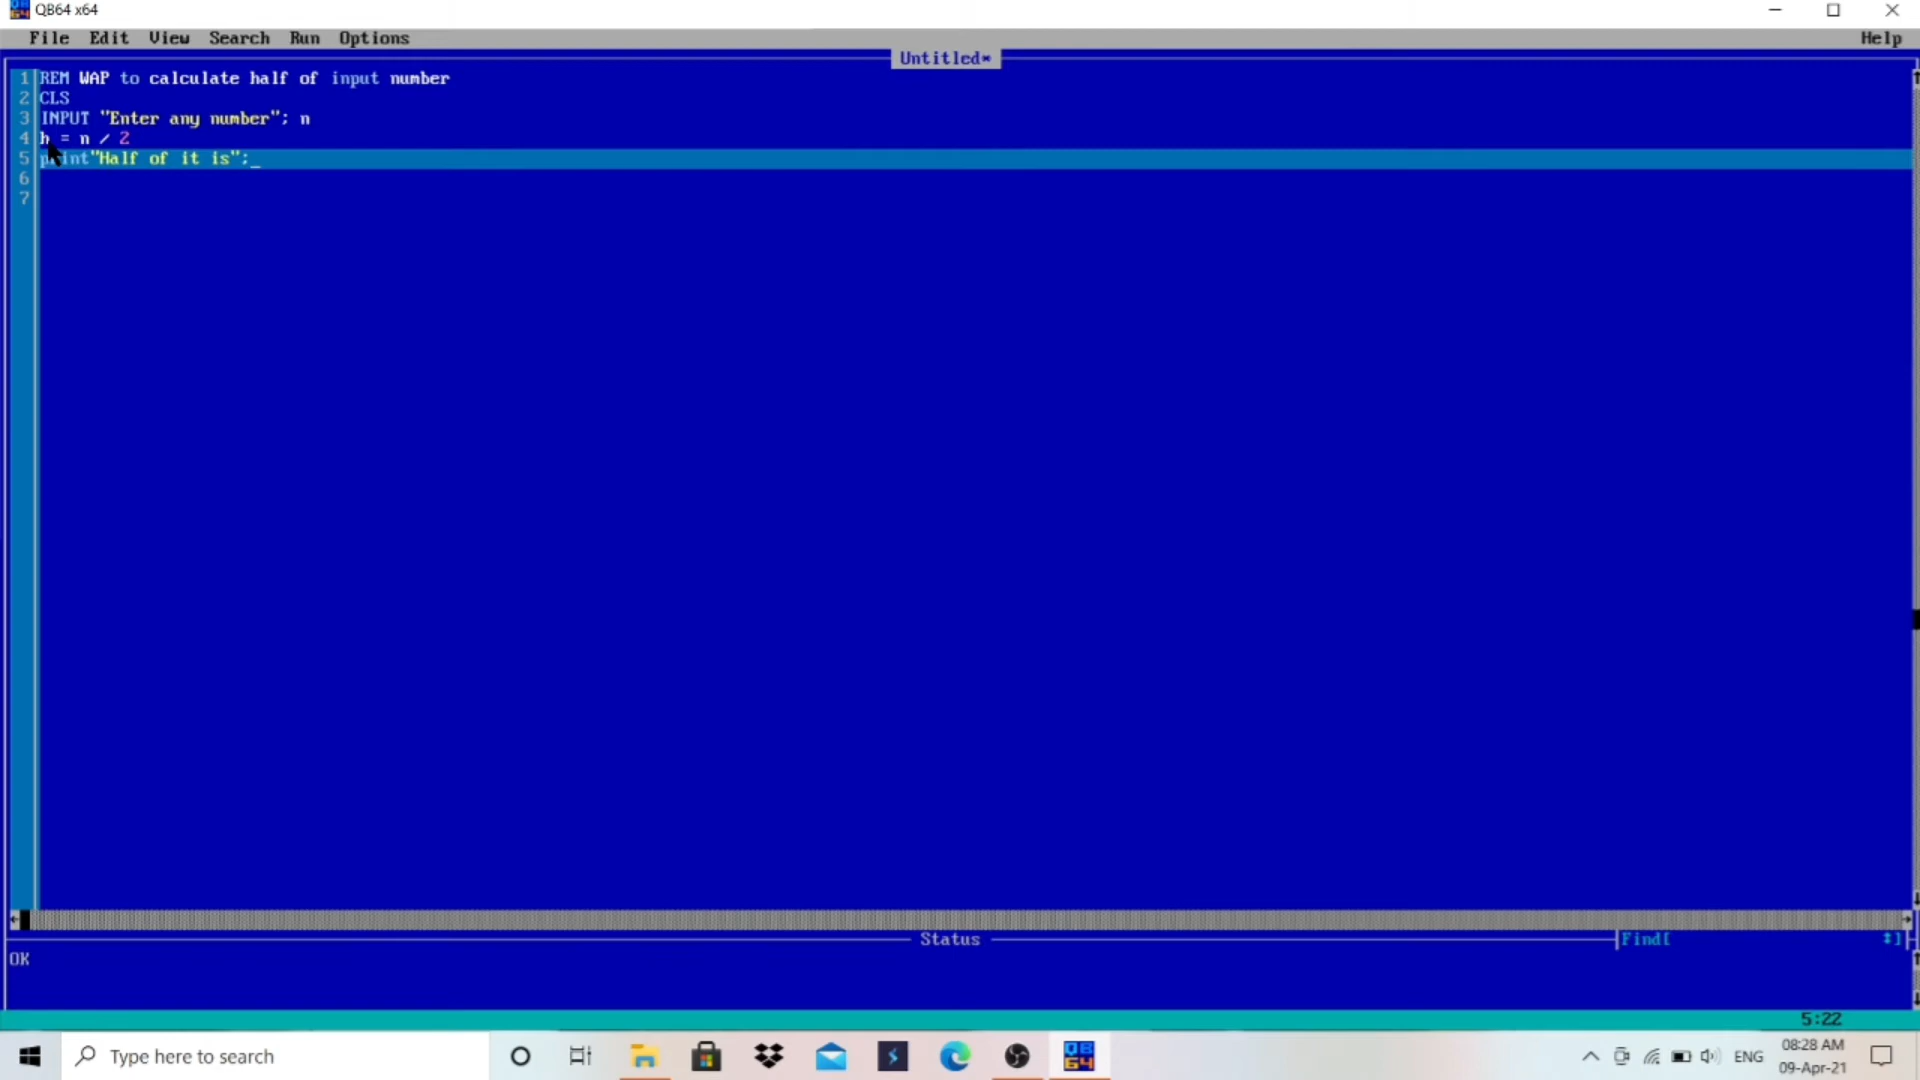 QB64 x64
File Edit View Search Run Options Help
Untitled*
1 REM WAP to calculate half of input number
2 CLS
3 INPUT "Enter any number"; n
4 h = n / 2
5 print"Half of it is";_
6
7
Status
Find[
OK
5:22
Type here to search
ENG
08:28 AM
09-Apr-21